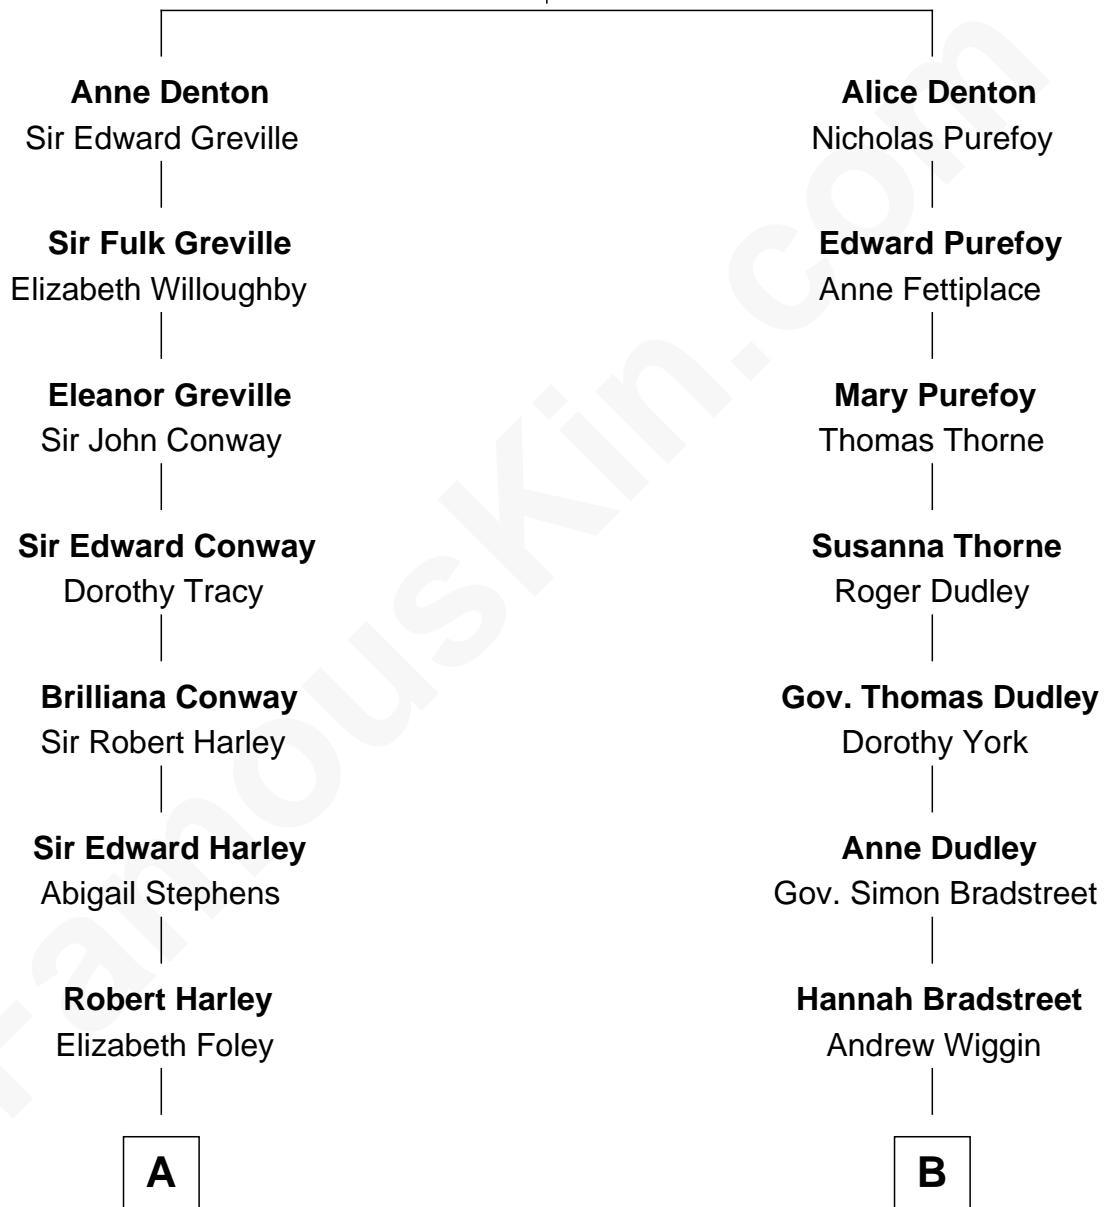 Anne Denton
Sir Edward Greville
Sir Fulk Greville
Elizabeth Willoughby
Eleanor Greville
Sir John Conway
Sir Edward Conway
Dorothy Tracy
Brilliana Conway
Sir Robert Harley
Sir Edward Harley
Abigail Stephens
Robert Harley
Elizabeth Foley
A
Alice Denton
Nicholas Purefoy
Edward Purefoy
Anne Fettiplace
Mary Purefoy
Thomas Thorne
Susanna Thorne
Roger Dudley
Gov. Thomas Dudley
Dorothy York
Anne Dudley
Gov. Simon Bradstreet
Hannah Bradstreet
Andrew Wiggin
B
FamousKin.com